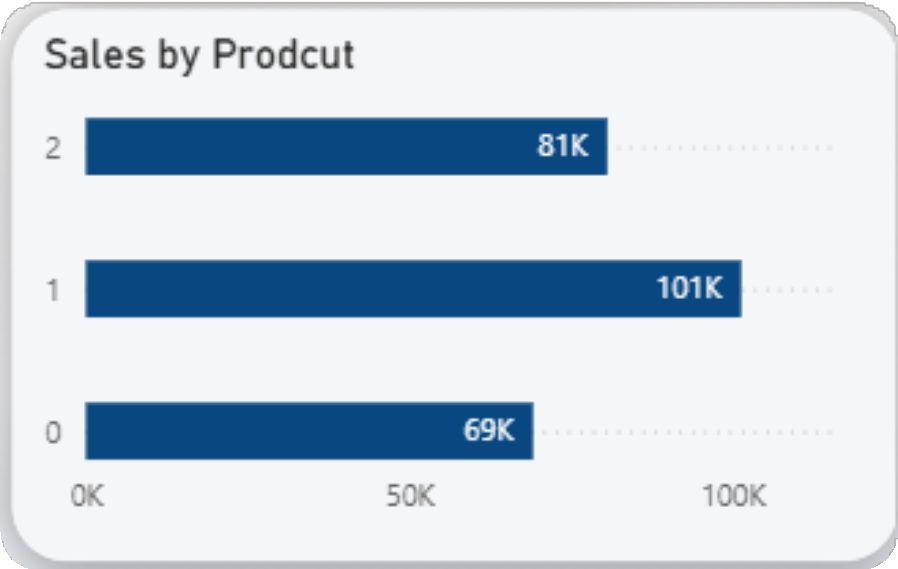 Sales by Prodcut
2 81K
1 101K
0 69K
0K 50K 100K